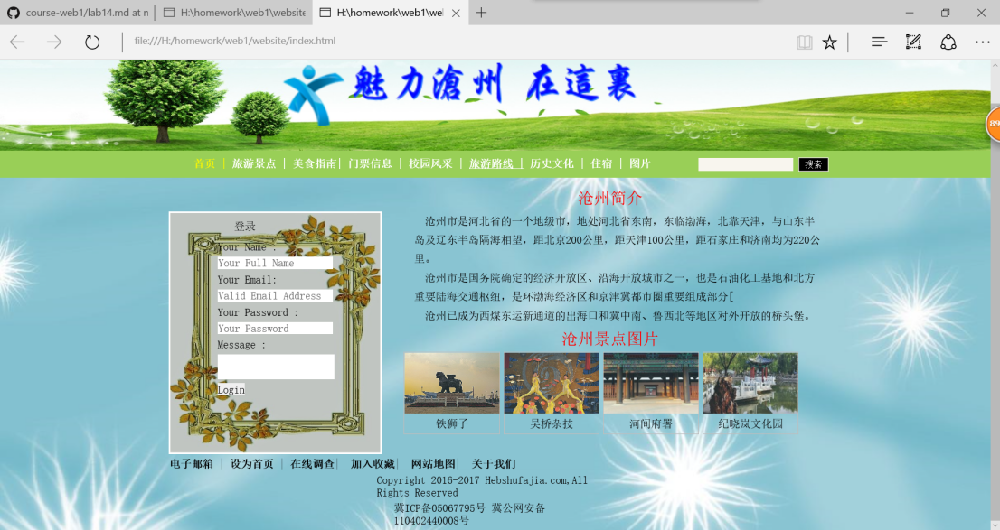 course-web1/lab14.md at n
H:\homework\web1\website
H:\homework\web1\wel
file:///H:/homework/web1/website/index.html
魅力滄州 在這裏
89
首页 | 旅游景点 | 美食指南| 门票信息 | 校园风采 | 旅游路线 | 历史文化 | 住宿 | 图片
搜索
沧州简介
沧州市是河北省的一个地级市，地处河北省东南，东临渤海，北靠天津，与山东半
岛及辽东半岛隔海相望，距北京200公里，距天津100公里，距石家庄和济南均为220公
里。
沧州市是国务院确定的经济开放区、沿海开放城市之一，也是石油化工基地和北方
重要陆海交通枢纽，是环渤海经济区和京津冀都市圈重要组成部分[
沧州已成为西煤东运新通道的出海口和冀中南、鲁西北等地区对外开放的桥头堡。
登录
Your Name :
Your Full Name
Your Email:
Valid Email Address
Your Password :
Your Password
Message :
Login
沧州景点图片
铁狮子
吴桥杂技
河间府署
纪晓岚文化园
电子邮箱 | 设为首页 | 在线调查| 加入收藏| 网站地图| 关于我们
Copyright 2016-2017 Hebshufajia.com,All
Rights Reserved
冀ICP备05067795号 冀公网安备
110402440008号